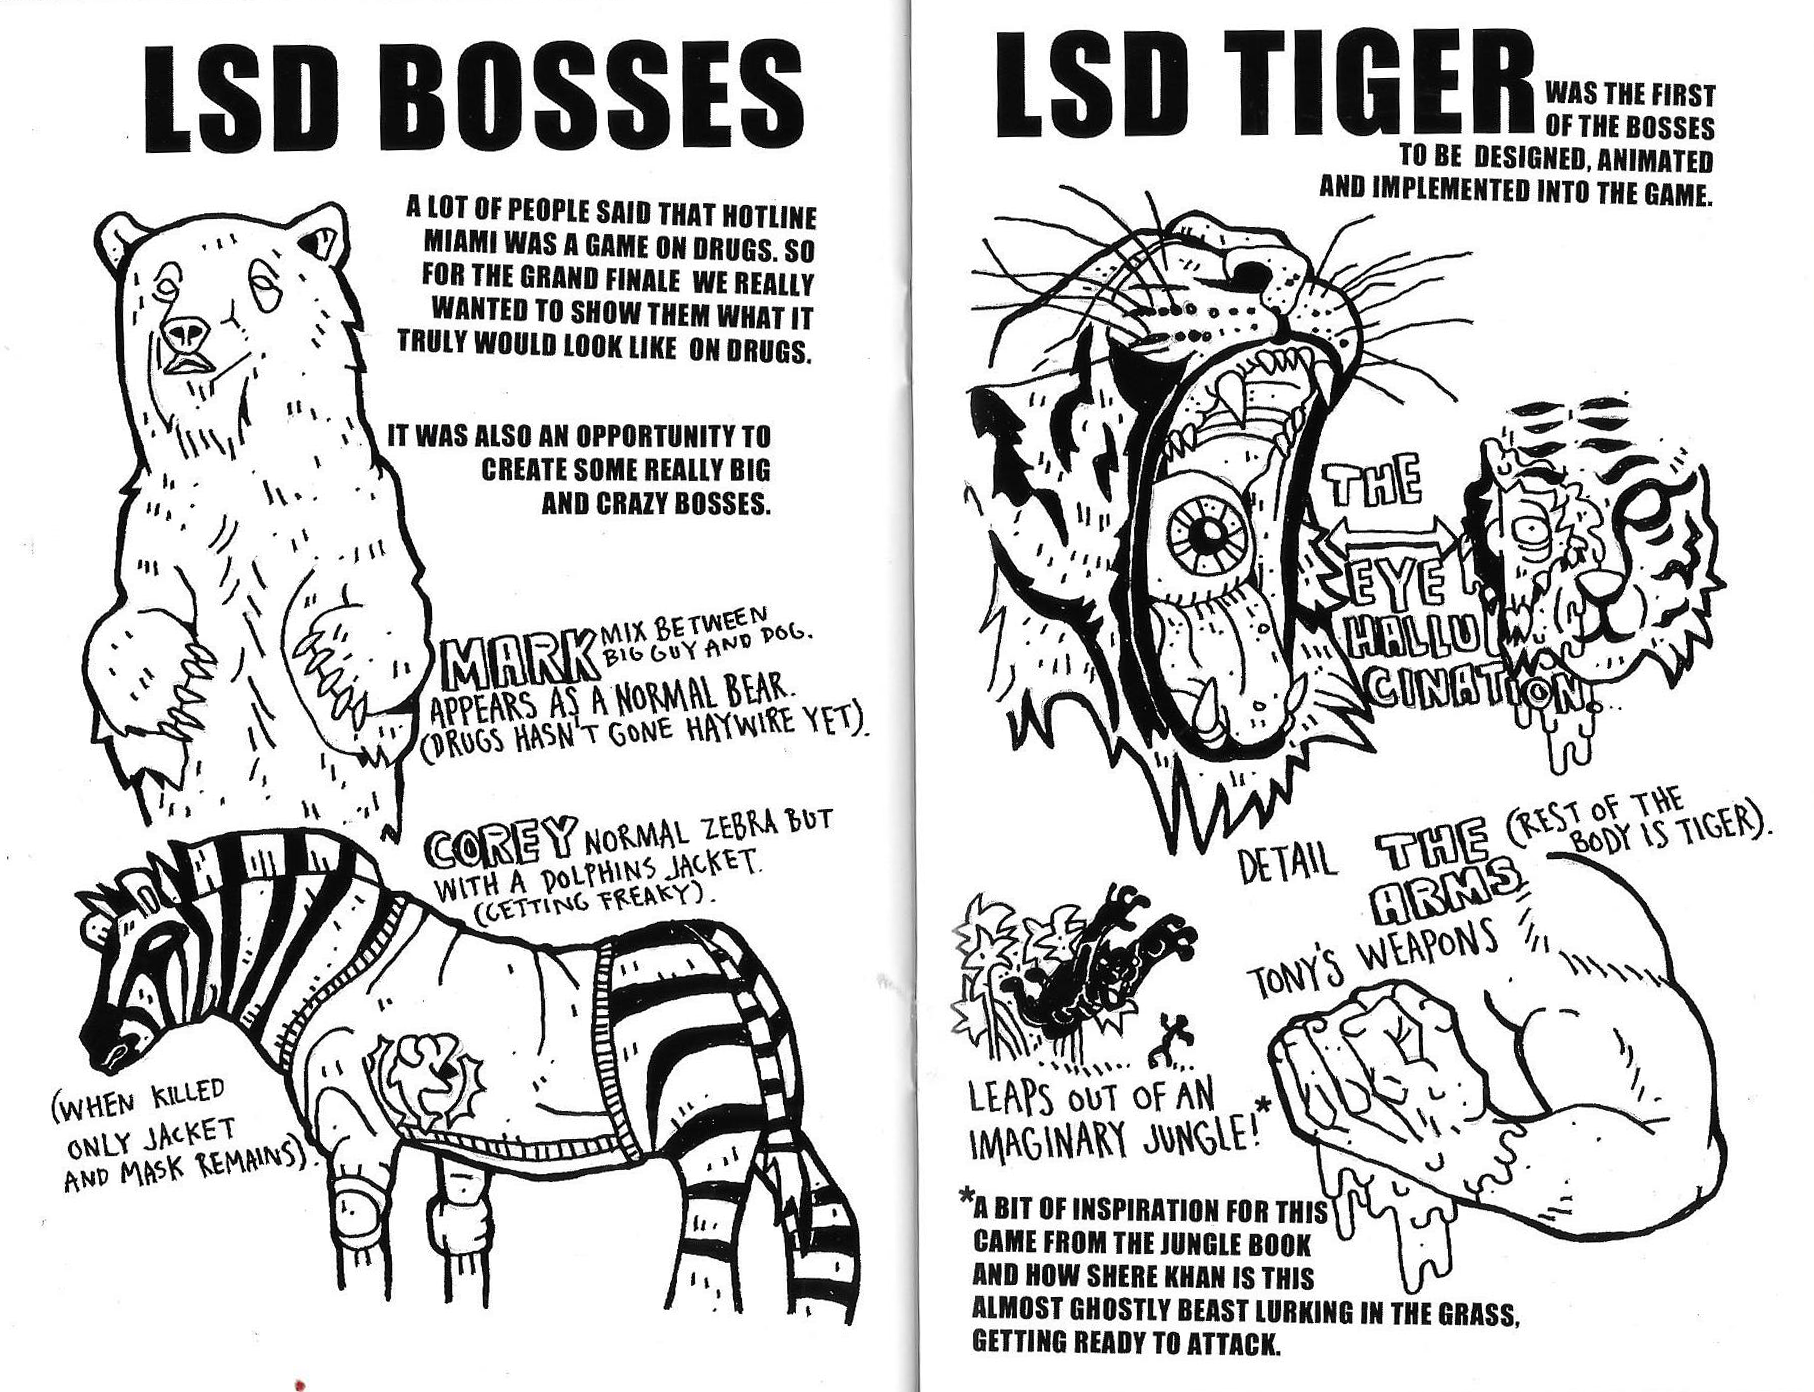 LSD BOSSES
A LOT OF PEOPLE SAID THAT HOTLINE
MIAMI WAS A GAME ON DRUGS. SO
FOR THE GRAND FINALE WE REALLY
WANTED TO SHOW THEM WHAT IT
TRULY WOULD LOOK LIKE ON DRUGS.
IT WAS ALSO AN OPPORTUNITY TO
CREATE SOME REALLY BIG
AND CRAZY BOSSES.
MARK MIX BETWEEN
BIG GUY AND DOG.
APPEARS AS A NORMAL BEAR.
(DRUGS HASN'T GONE HAYWIRE YET).
COREY NORMAL ZEBRA BUT
WITH A DOLPHINS JACKET.
(GETTING FREAKY).
(WHEN KILLED
ONLY JACKET
AND MASK REMAINS).
LSD TIGER WAS THE FIRST
OF THE BOSSES
TO BE DESIGNED, ANIMATED
AND IMPLEMENTED INTO THE GAME.
THE
EYE
HALLU
CINATION.
DETAIL THE (REST OF THE
BODY IS TIGER).
ARMS
TONY'S WEAPONS
LEAPS OUT OF AN
IMAGINARY JUNGLE!*
*A BIT OF INSPIRATION FOR THIS
CAME FROM THE JUNGLE BOOK
AND HOW SHERE KHAN IS THIS
ALMOST GHOSTLY BEAST LURKING IN THE GRASS,
GETTING READY TO ATTACK.